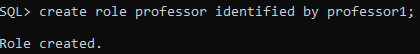 SQL> create role professor identified by professor1;
Role created.